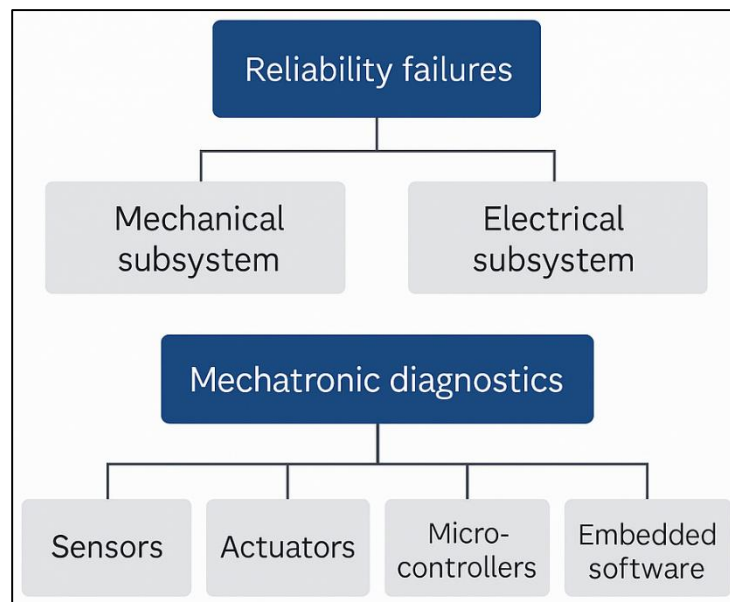 Reliability failures
Mechanical
subsystem
Electrical
subsystem
Mechatronic diagnostics
Sensors
Actuators
Micro-
controllers
Embedded
software